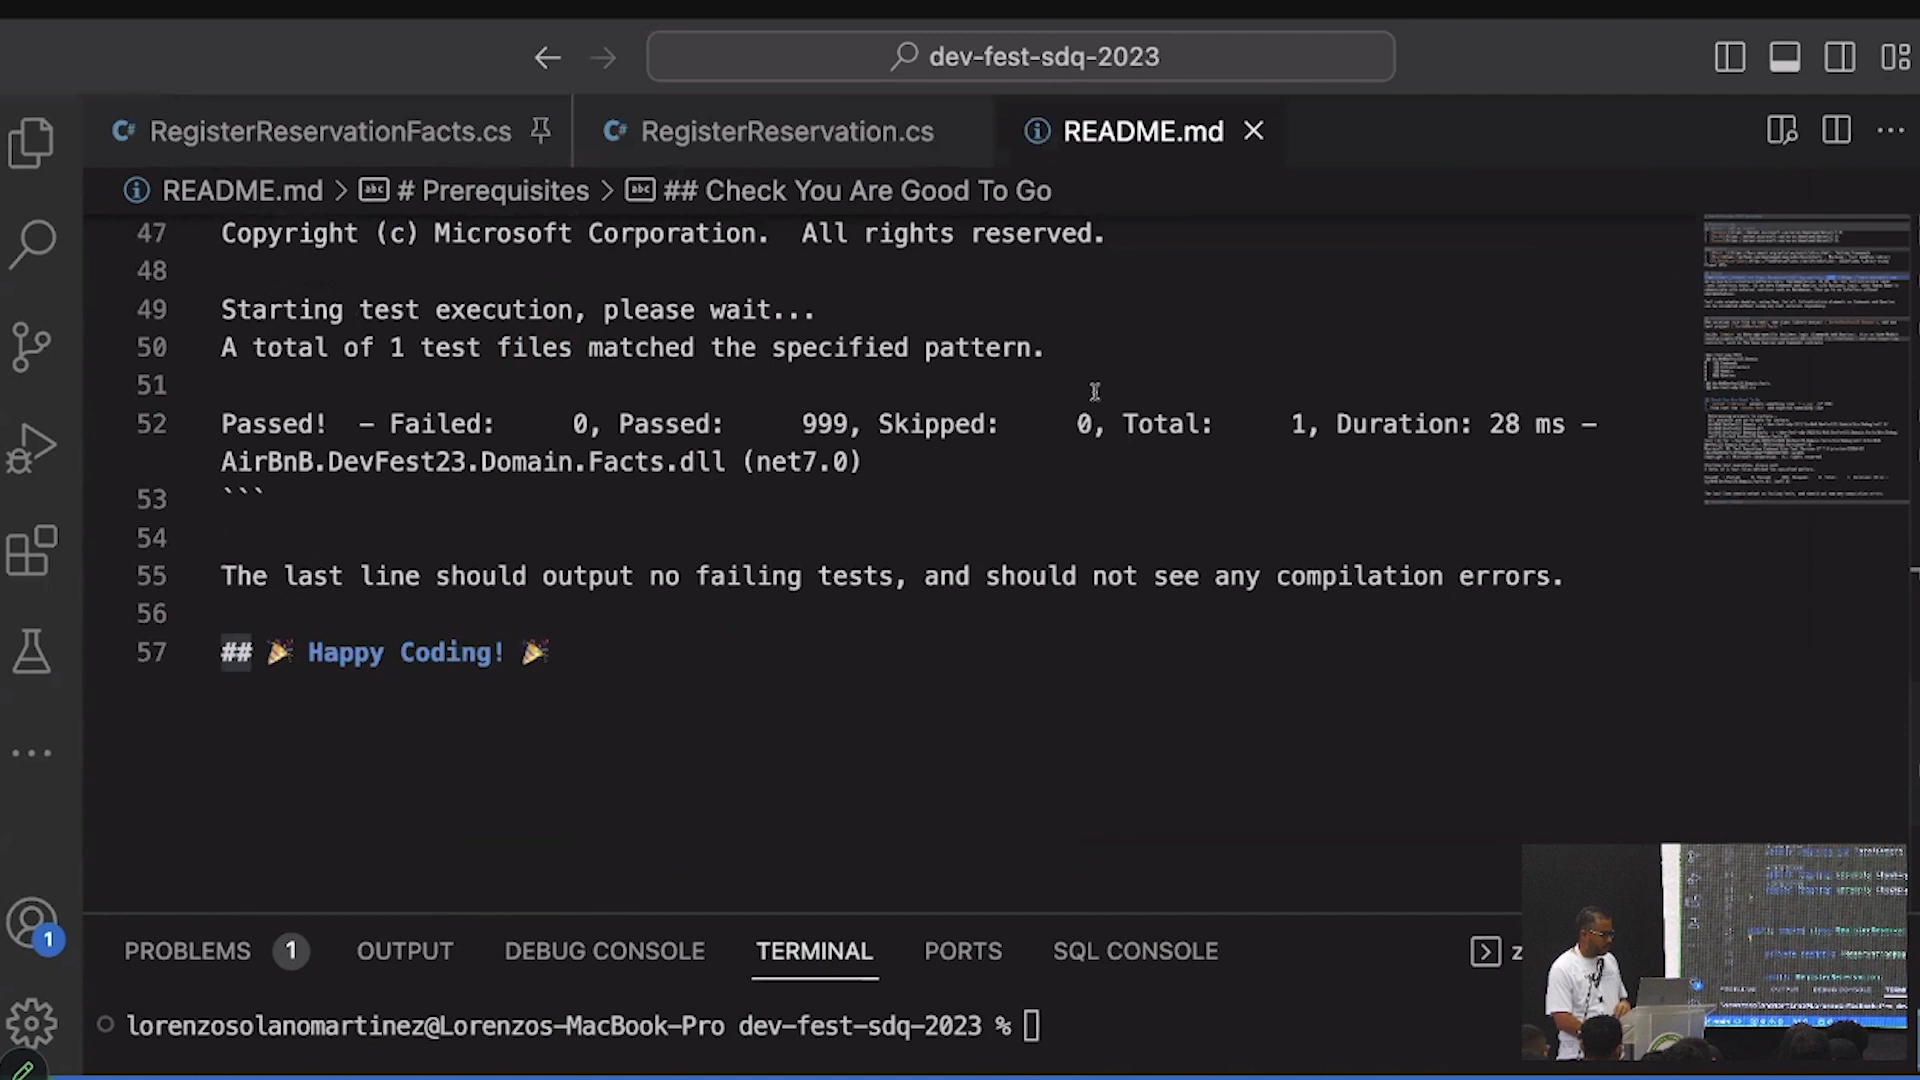 dev-fest-sdq-2023
RegisterReservationFacts.cs
RegisterReservation.cs
README.md
README.md > # Prerequisites > ## Check You Are Good To Go
47 Copyright (c) Microsoft Corporation.  All rights reserved.
48
49 Starting test execution, please wait...
50 A total of 1 test files matched the specified pattern.
51
52 Passed!  - Failed:     0, Passed:     999, Skipped:     0, Total:     1, Duration: 28 ms -
AirBnB.DevFest23.Domain.Facts.dll (net7.0)
53 ```
54
55 The last line should output no failing tests, and should not see any compilation errors.
56
57 ## 🎉 Happy Coding! 🎉
PROBLEMS 1 OUTPUT DEBUG CONSOLE TERMINAL PORTS SQL CONSOLE z
1
lorenzosolanomartinez@Lorenzos-MacBook-Pro dev-fest-sdq-2023 %